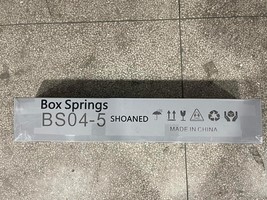 Box Springs
BS04-5 SHOANED
MADE IN CHINA